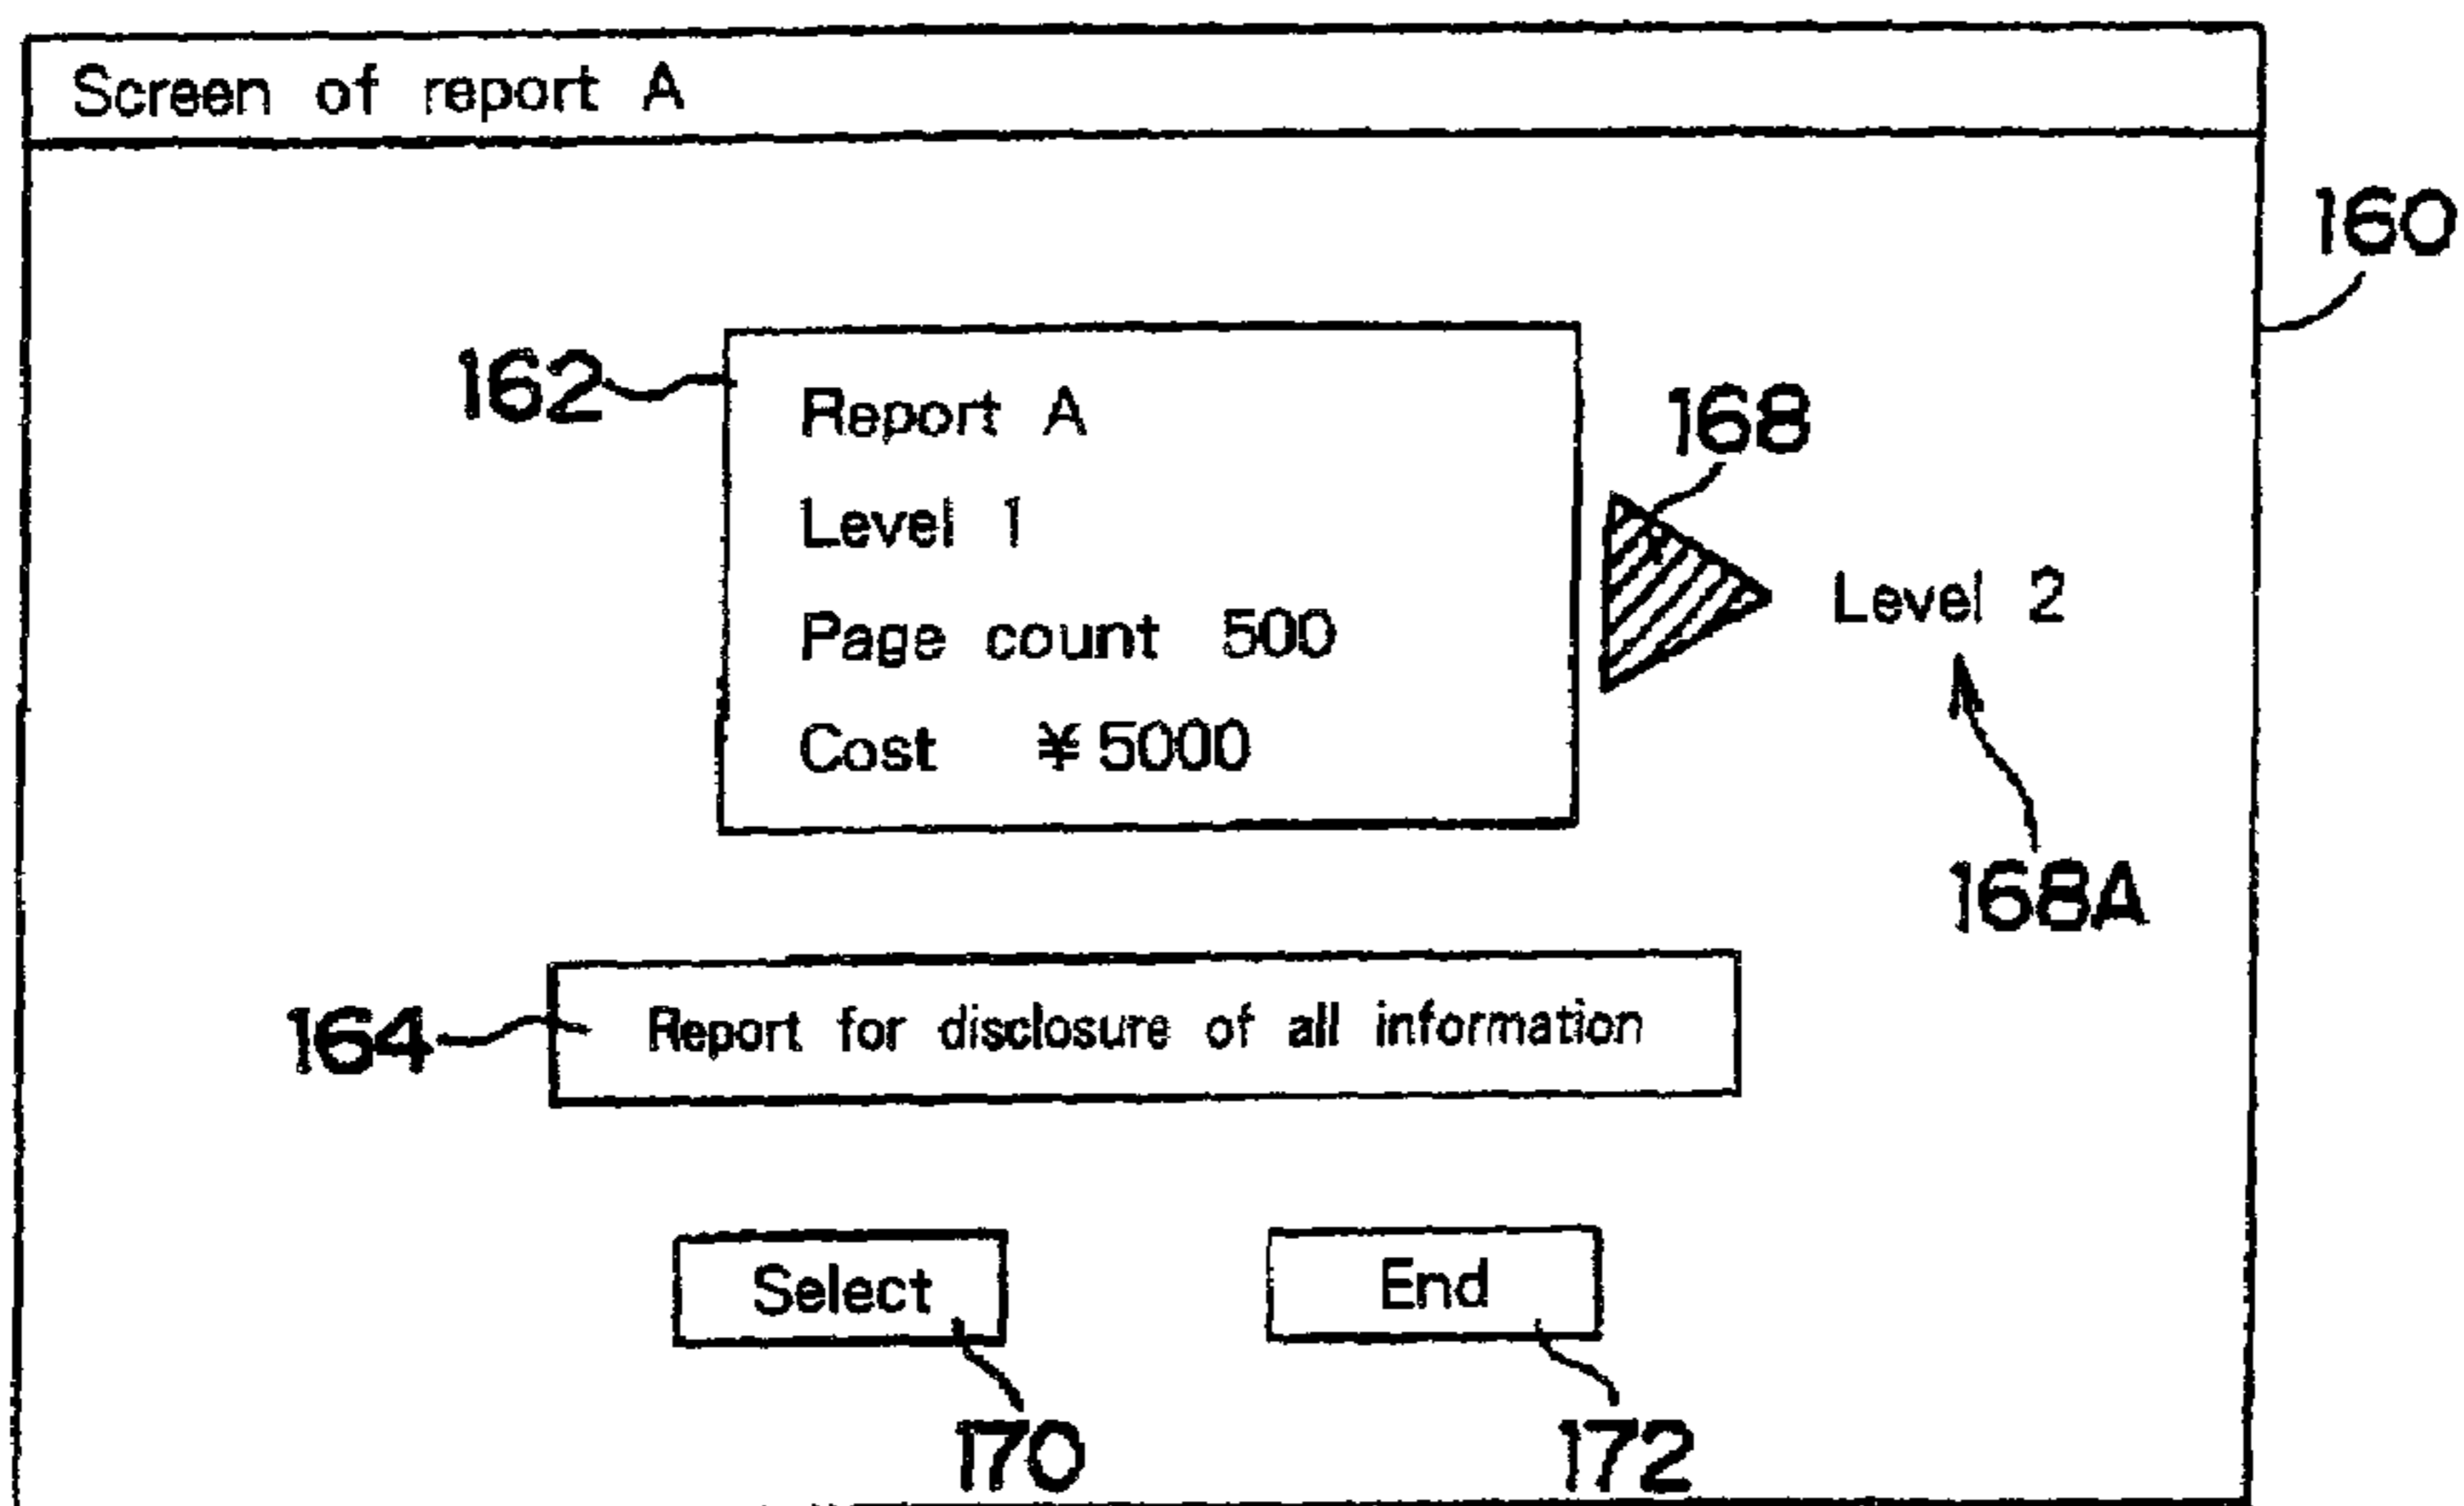 Screen of report A
160
162
Report A
168
Level 1
Level 2
Page count 500
Cost ¥5000
168A
164
Report for disclosure of all information
Select
End
170
172